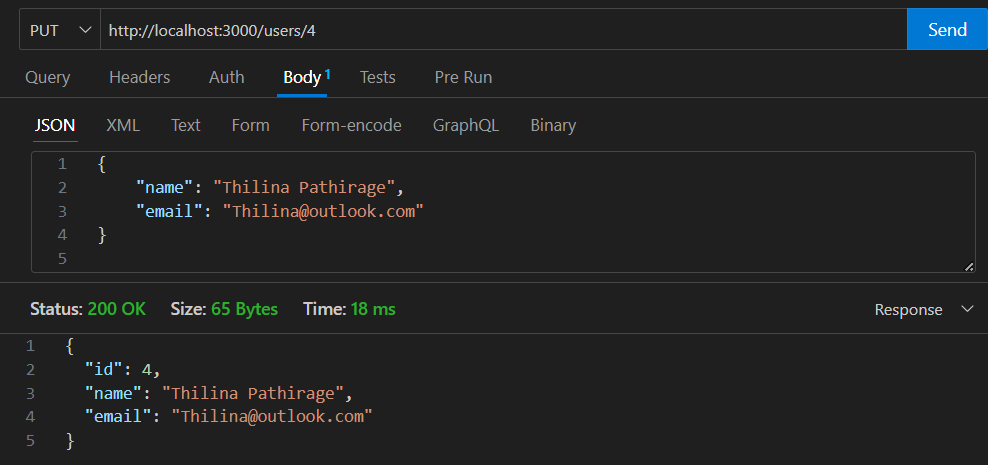 PUT http://localhost:3000/users/4 Send
Query Headers Auth Body 1 Tests Pre Run
JSON XML Text Form Form-encode GraphQL Binary
1 {
2 "name": "Thilina Pathirage",
3 "email": "Thilina@outlook.com"
4 }
5
Status: 200 OK Size: 65 Bytes Time: 18 ms Response
1 {
2 "id": 4,
3 "name": "Thilina Pathirage",
4 "email": "Thilina@outlook.com"
5 }